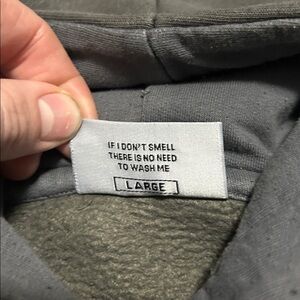 IF I DON'T SMELL
THERE IS NO NEED
TO WASH ME
LARGE